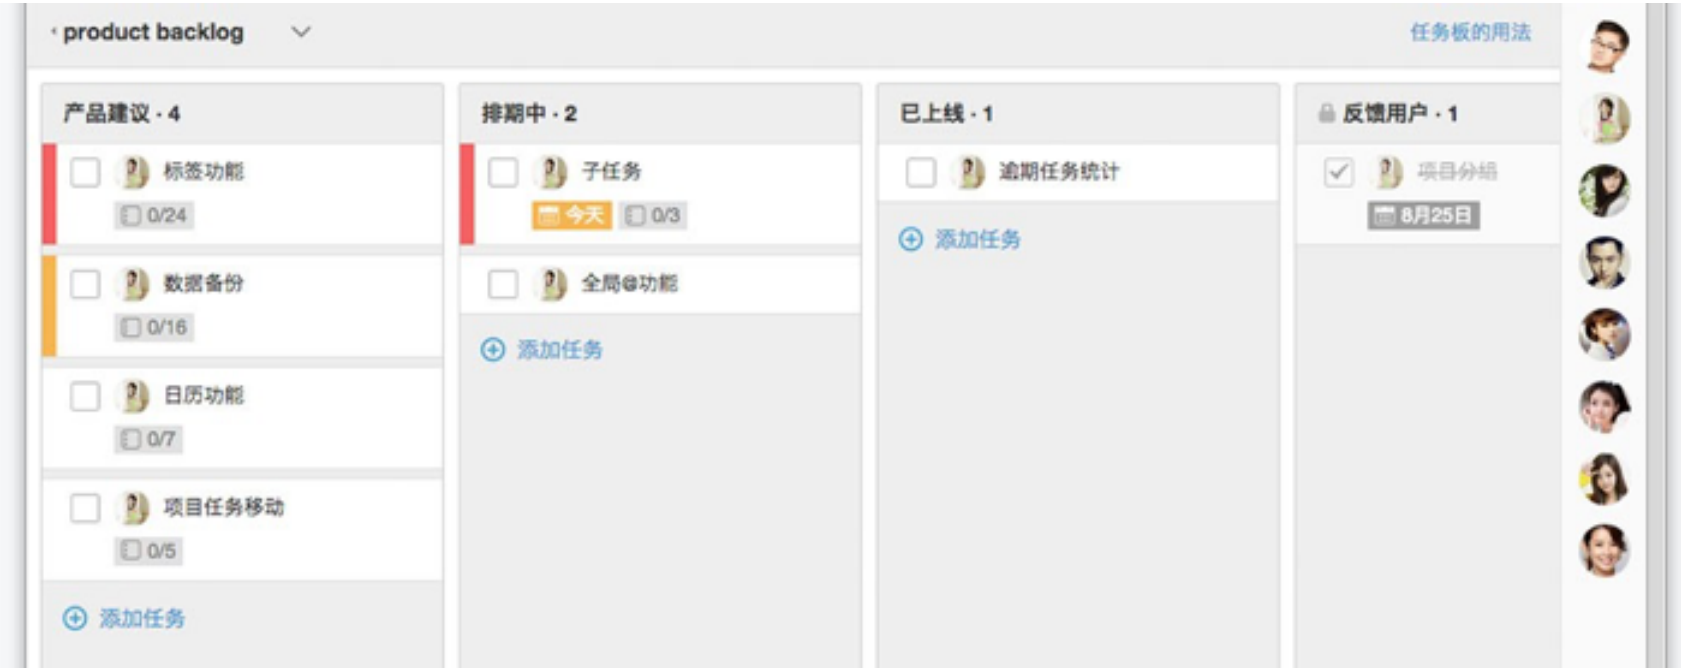 product backlog
任务板的用法
产品建议 · 4
标签功能
0/24
数据备份
0/16
日历功能
0/7
项目任务移动
0/5
添加任务
排期中 · 2
子任务
今天 0/3
全局@功能
添加任务
已上线 · 1
逾期任务统计
添加任务
反馈用户 · 1
项目分组
8月25日